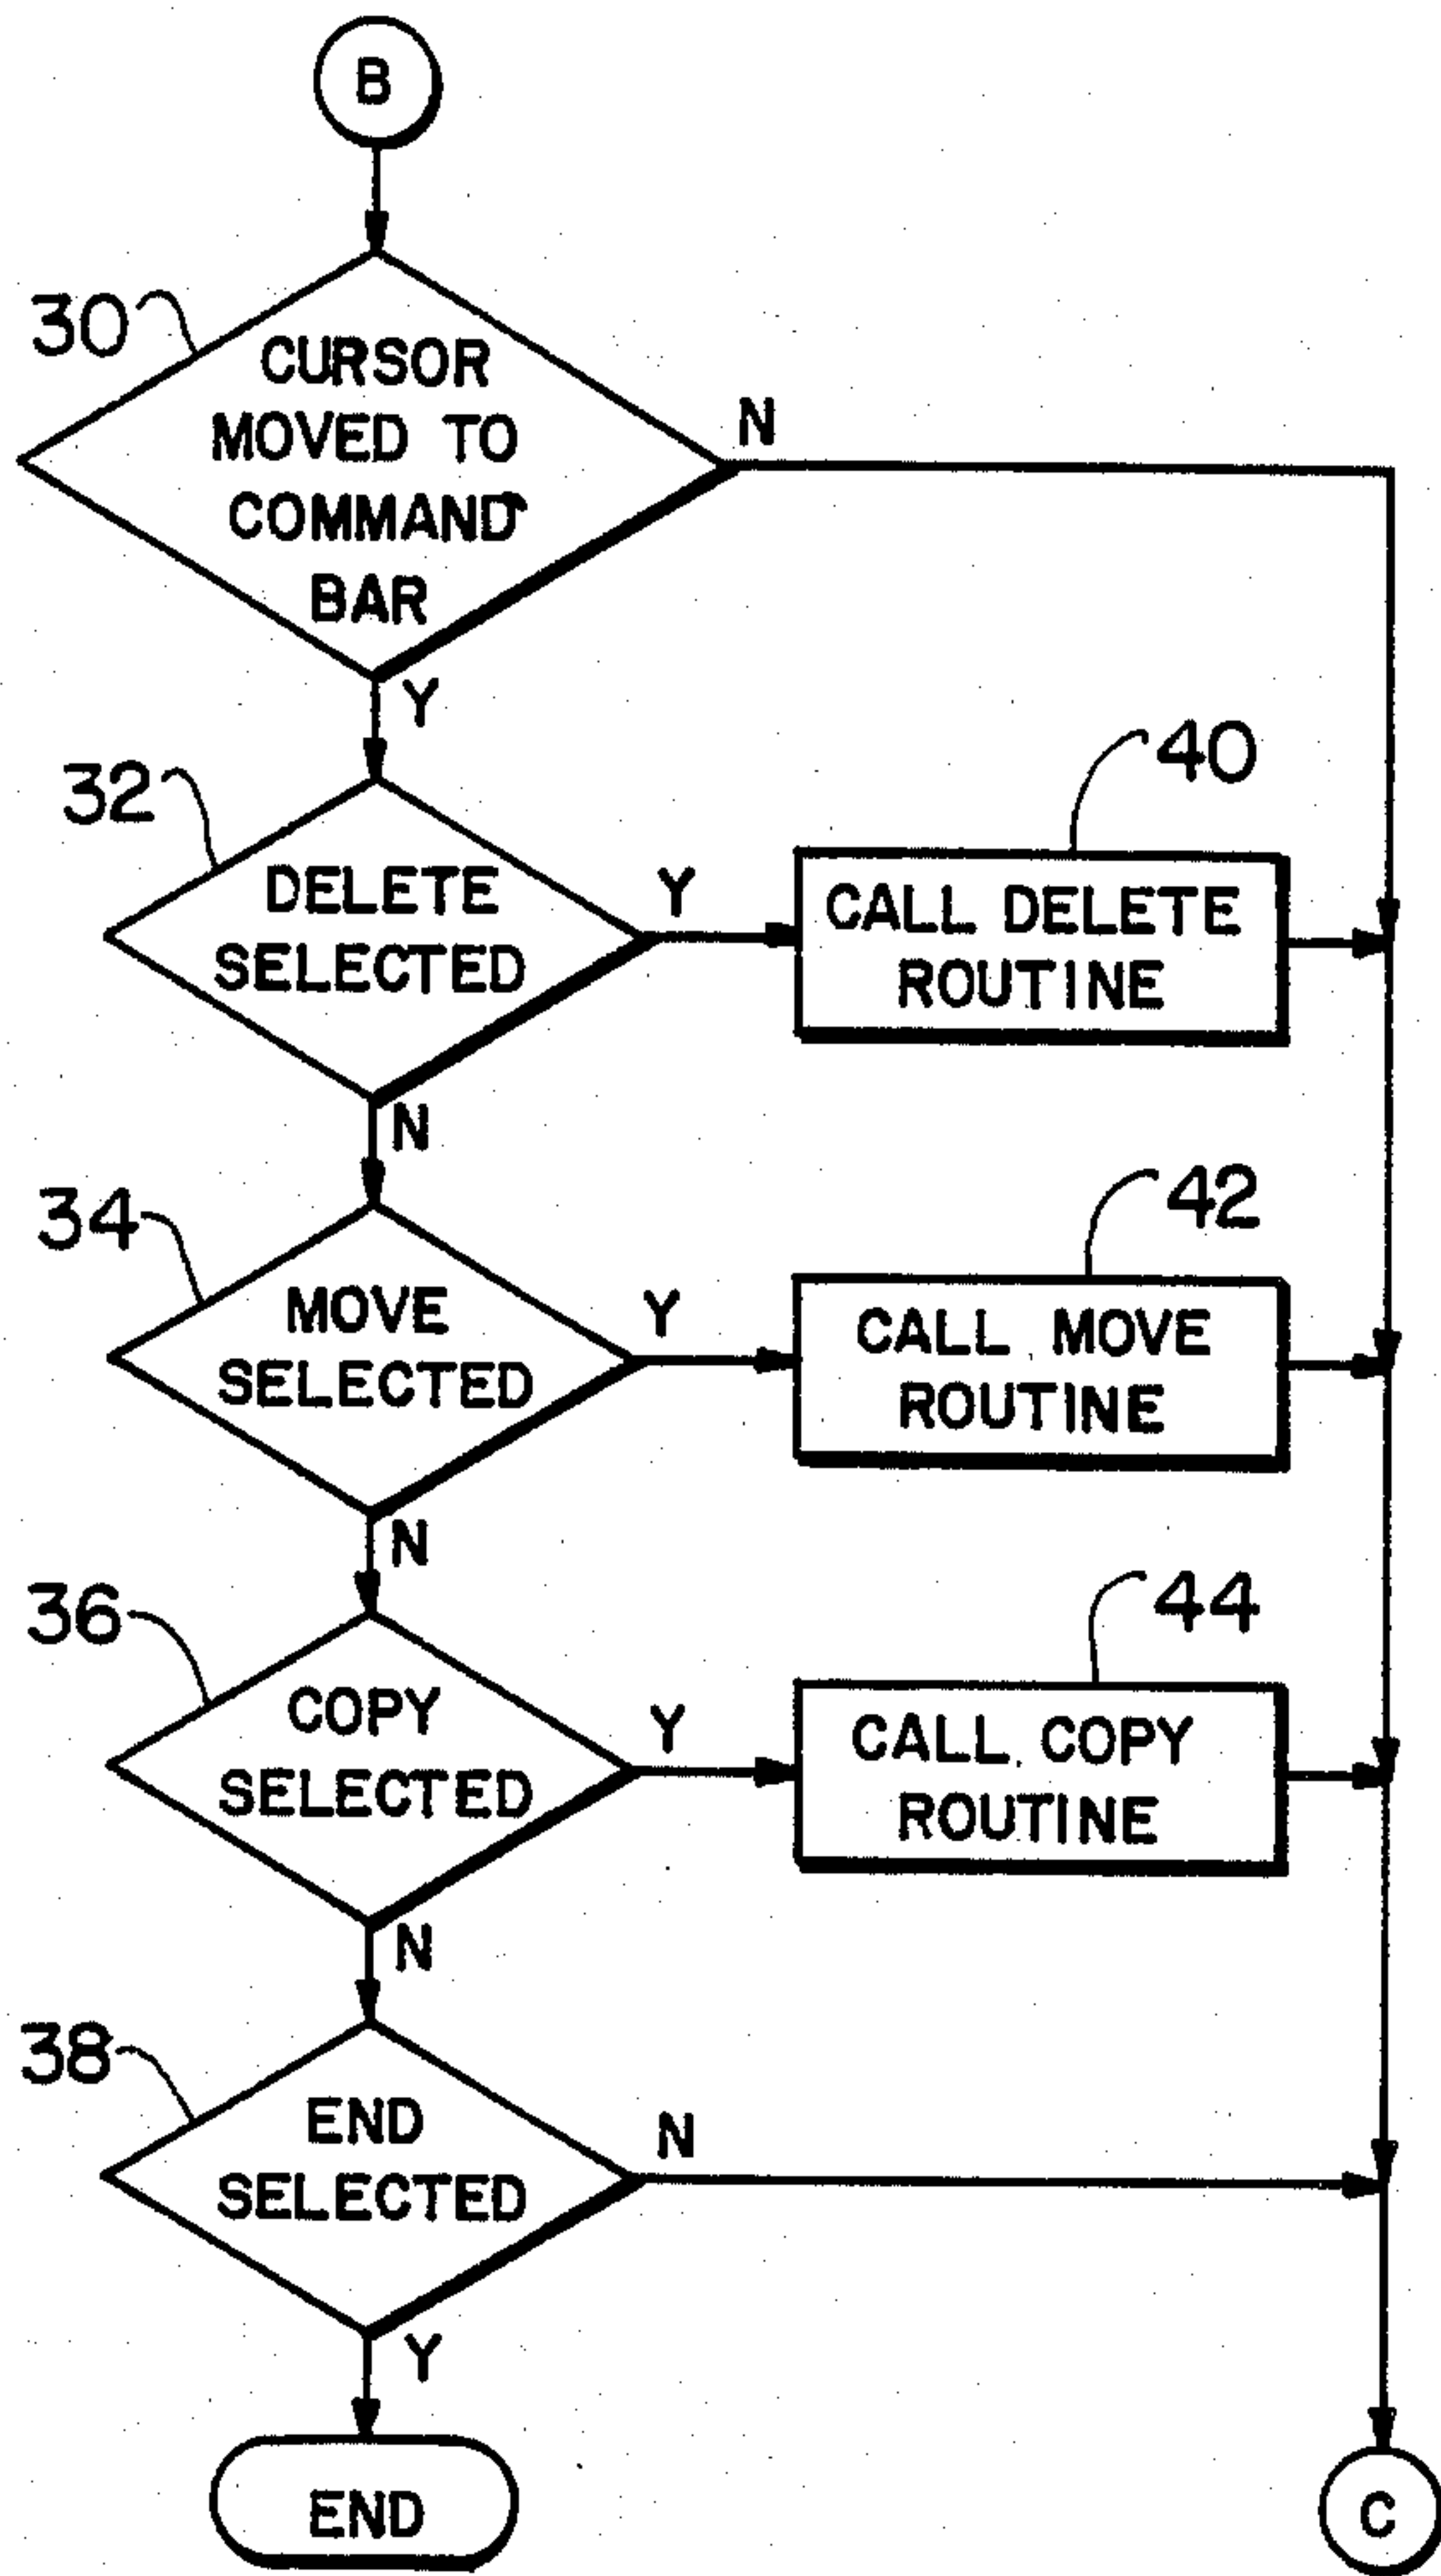 B
30
CURSOR
MOVED TO
COMMAND
BAR
N
Y
32
DELETE
SELECTED
Y
40
CALL DELETE
ROUTINE
N
34
MOVE
SELECTED
Y
42
CALL MOVE
ROUTINE
N
36
COPY
SELECTED
Y
44
CALL COPY
ROUTINE
N
38
END
SELECTED
N
Y
END
C